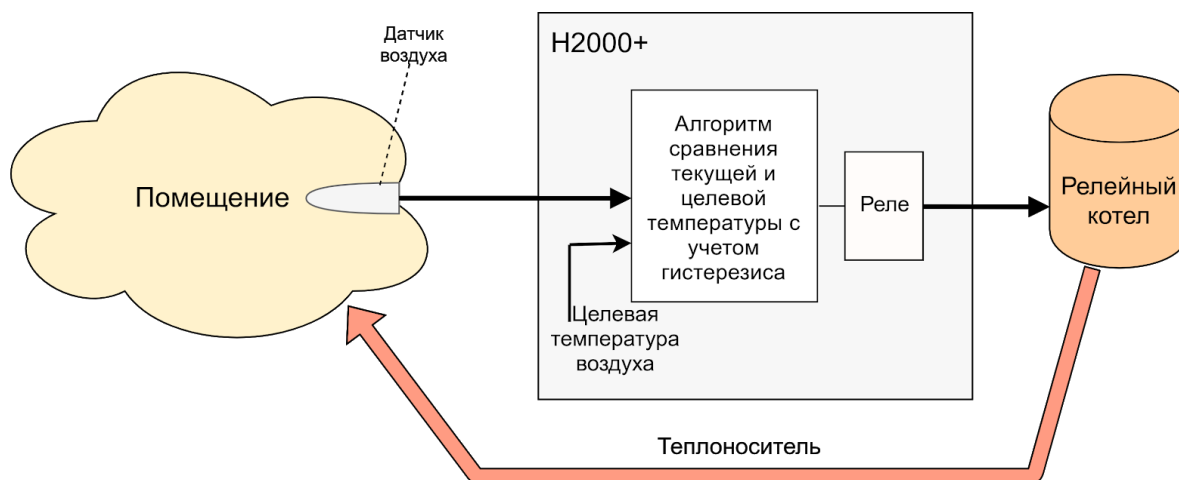 Датчик
воздуха
H2000+
Помещение
Алгоритм
сравнения
текущей и
целевой
температуры с
учетом
гистерезиса
Реле
Релейный
котел
Целевая
температура
воздуха
Теплоноситель